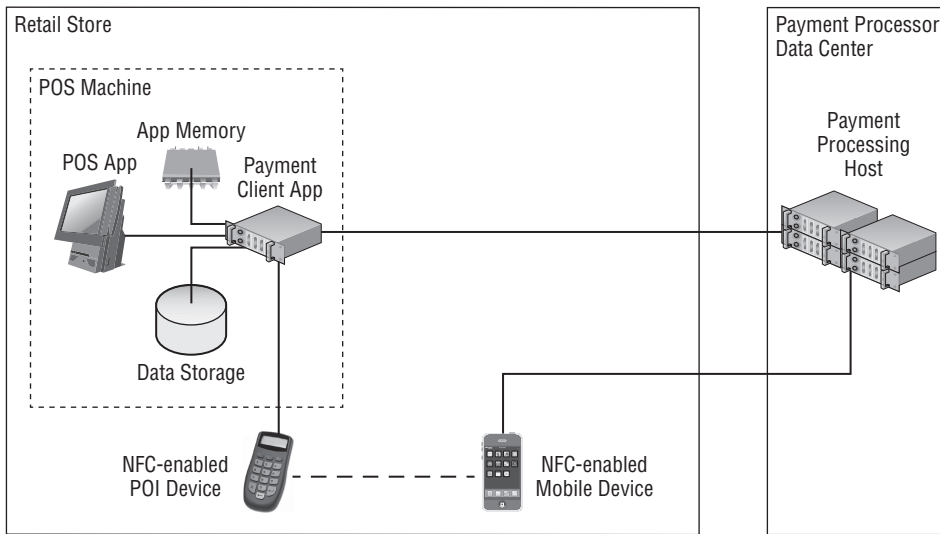 Retail Store
Payment Processor
Data Center
POS Machine
App Memory
POS App
Payment
Client App
Payment
Processing
Host
Data Storage
NFC-enabled
POI Device
NFC-enabled
Mobile Device